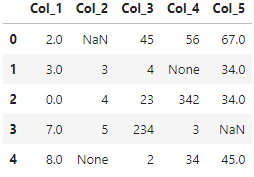 Col_1 Col_2 Col_3 Col_4 Col_5
0 2.0 NaN 45 56 67.0
1 3.0 3 4 None 34.0
2 0.0 4 23 342 34.0
3 7.0 5 234 3 NaN
4 8.0 None 2 34 45.0